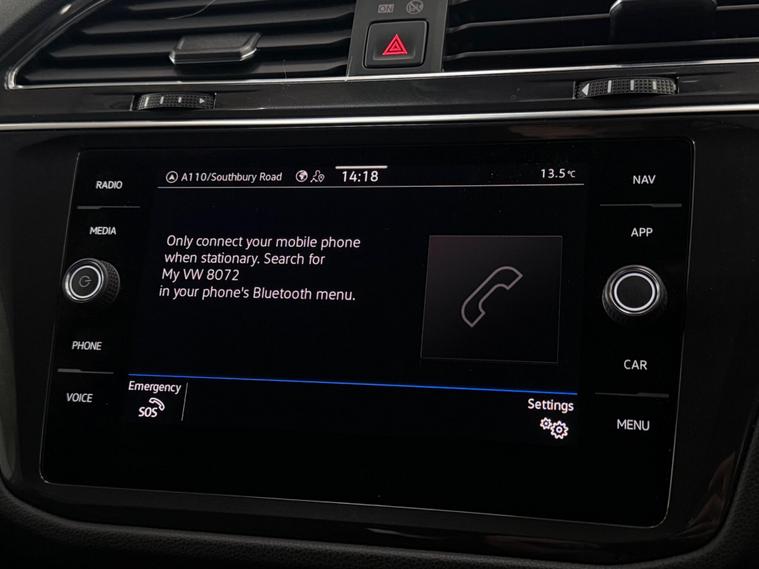 ON
RADIO
MEDIA
PHONE
VOICE
A110/Southbury Road
14:18
13.5°C
Only connect your mobile phone
when stationary. Search for
My VW 8072
in your phone's Bluetooth menu.
Emergency
SOS
Settings
NAV
APP
CAR
MENU